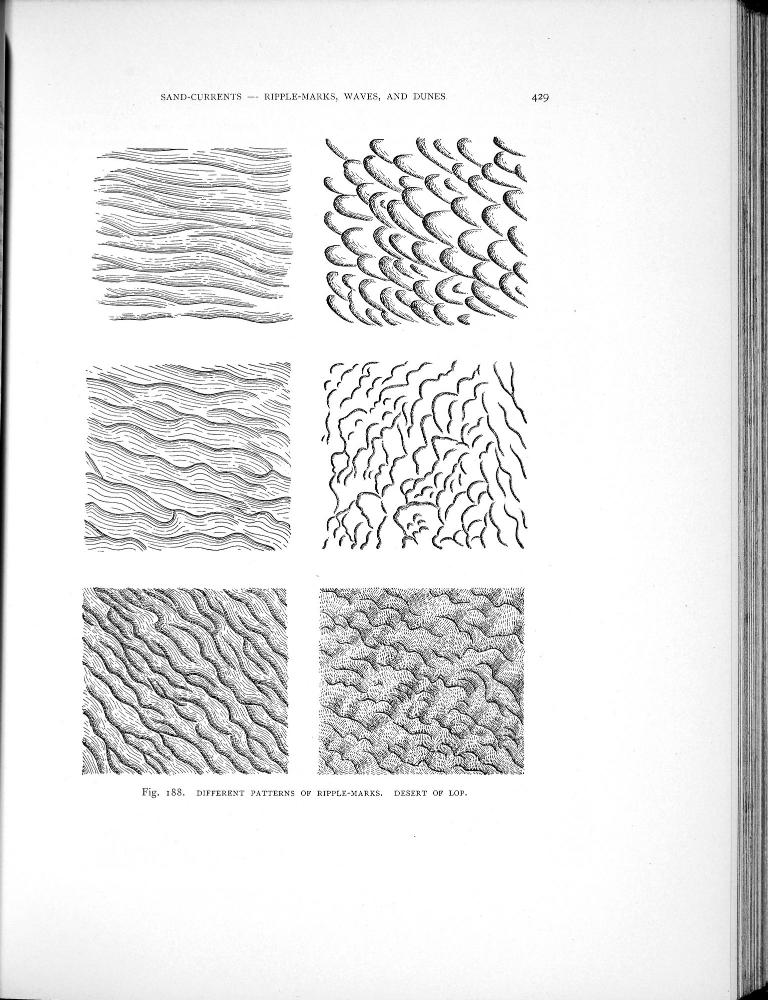 SAND-CURRENTS — RIPPLE-MARKS, WAVES, AND DUNES. 429
Fig. 188. DIFFERENT PATTERNS OF RIPPLE-MARKS. DESERT OF LOP.